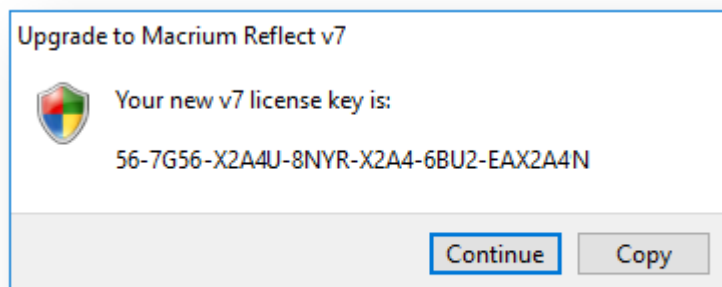 Upgrade to Macrium Reflect v7
Your new v7 license key is:
56-7G56-X2A4U-8NYR-X2A4-6BU2-EAX2A4N
Continue
Copy